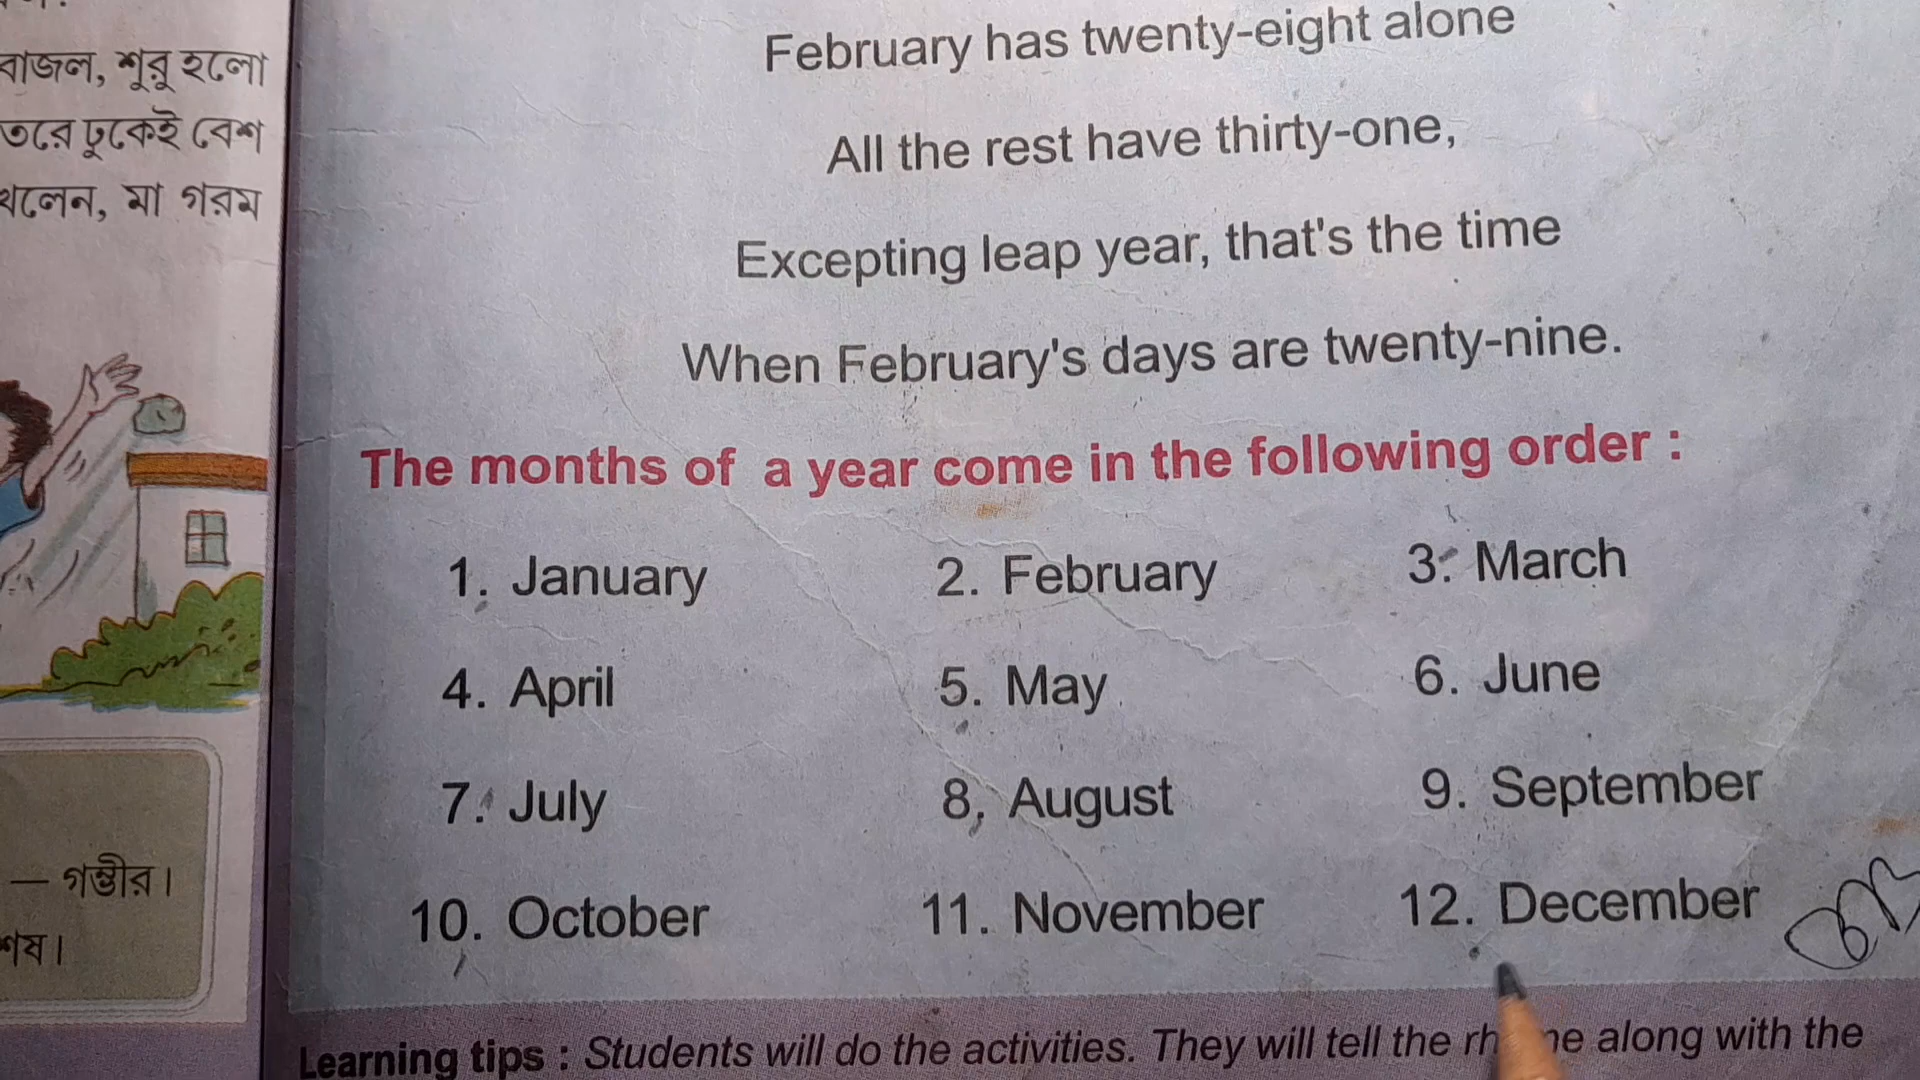 বাজল, শুরু হলো
তরে ঢুকেই বেশ
খলেন, মা গরম
— গম্ভীর।
শষ।
February has twenty-eight alone
All the rest have thirty-one,
Excepting leap year, that's the time
When February's days are twenty-nine.
The months of a year come in the following order :
1. January 2. February 3. March
4. April 5. May 6. June
7. July 8. August 9. September
10. October 11. November 12. December
Learning tips : Students will do the activities. They will tell the along with the